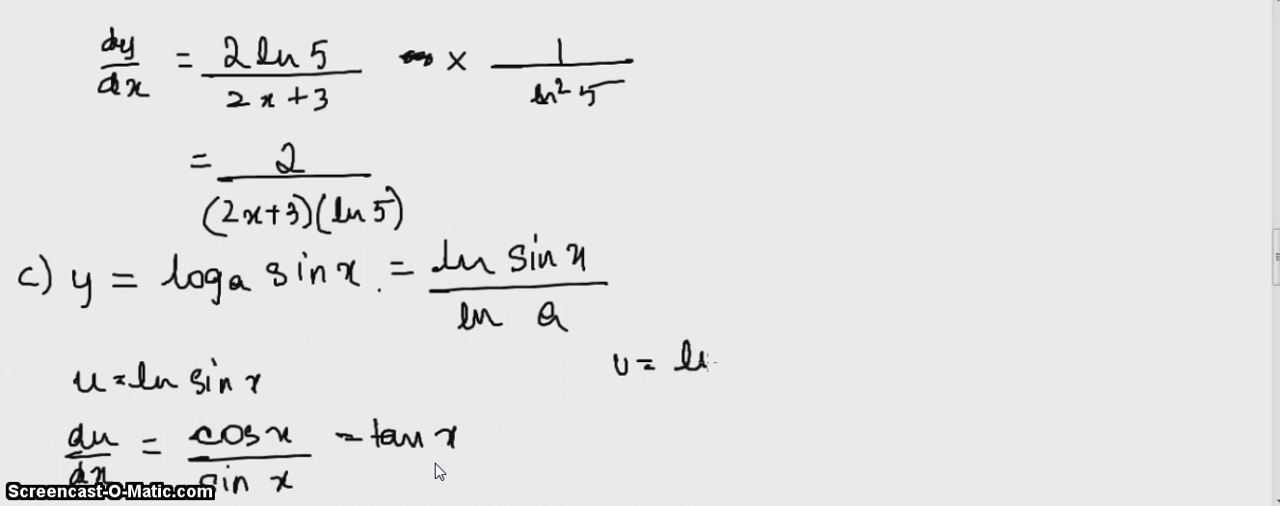 dy/dx = 2 ln 5 / 2x+3 × 1 / ln² 5
= 2 / (2x+3)(ln 5)
c) y = logₐ sin x . = ln sin x / ln a
u = ln sin x
v = ln
du/dx = cos x / sin x = tan x
Screencast-O-Matic.com